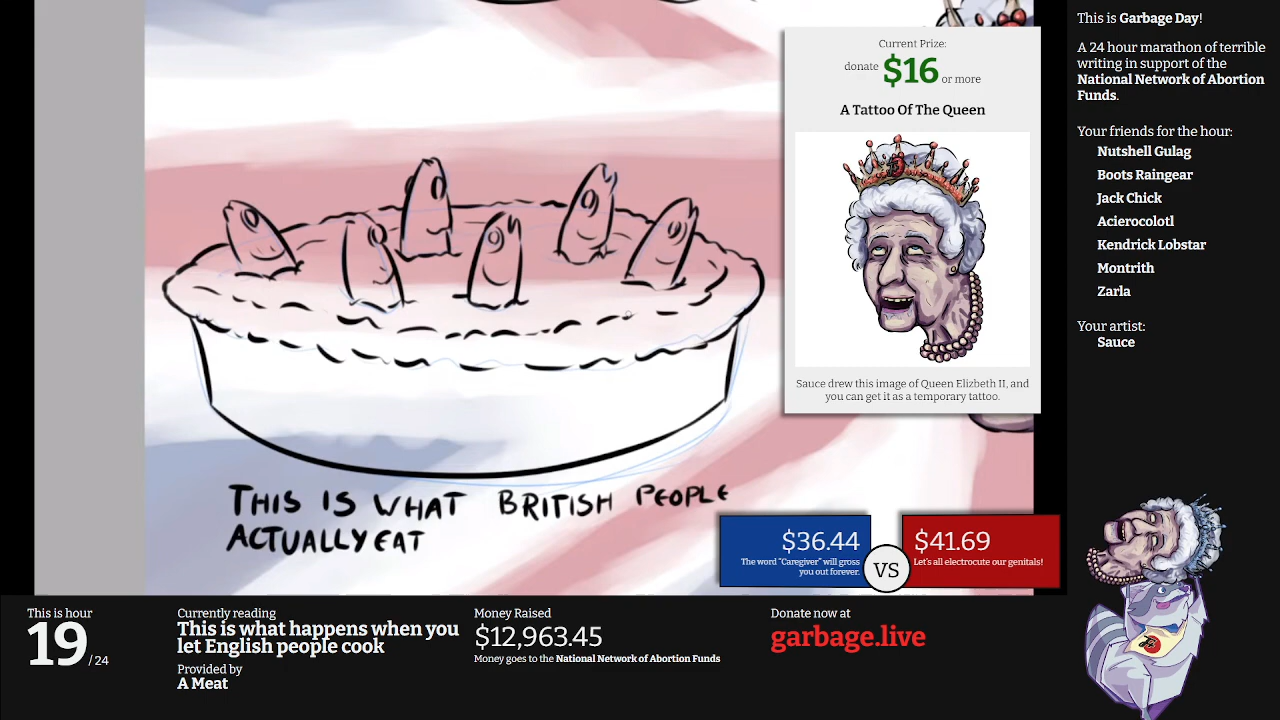 THIS IS WHAT BRITISH PEOPLE
ACTUALLY EAT
Current Prize:
donate $16 or more
A Tattoo Of The Queen
Sauce drew this image of Queen Elizbeth II, and
you can get it as a temporary tattoo.
$36.44
The word "Caregiver" will gross
you out forever.
VS
$41.69
Let's all electrocute our genitals!
This is Garbage Day!
A 24 hour marathon of terrible
writing in support of the
National Network of Abortion
Funds.
Your friends for the hour:
Nutshell Gulag
Boots Raingear
Jack Chick
Acierocolotl
Kendrick Lobstar
Montrith
Zarla
Your artist:
Sauce
This is hour
19/24
Currently reading
This is what happens when you
let English people cook
Provided by
A Meat
Money Raised
$12,963.45
Money goes to the National Network of Abortion Funds
Donate now at
garbage.live